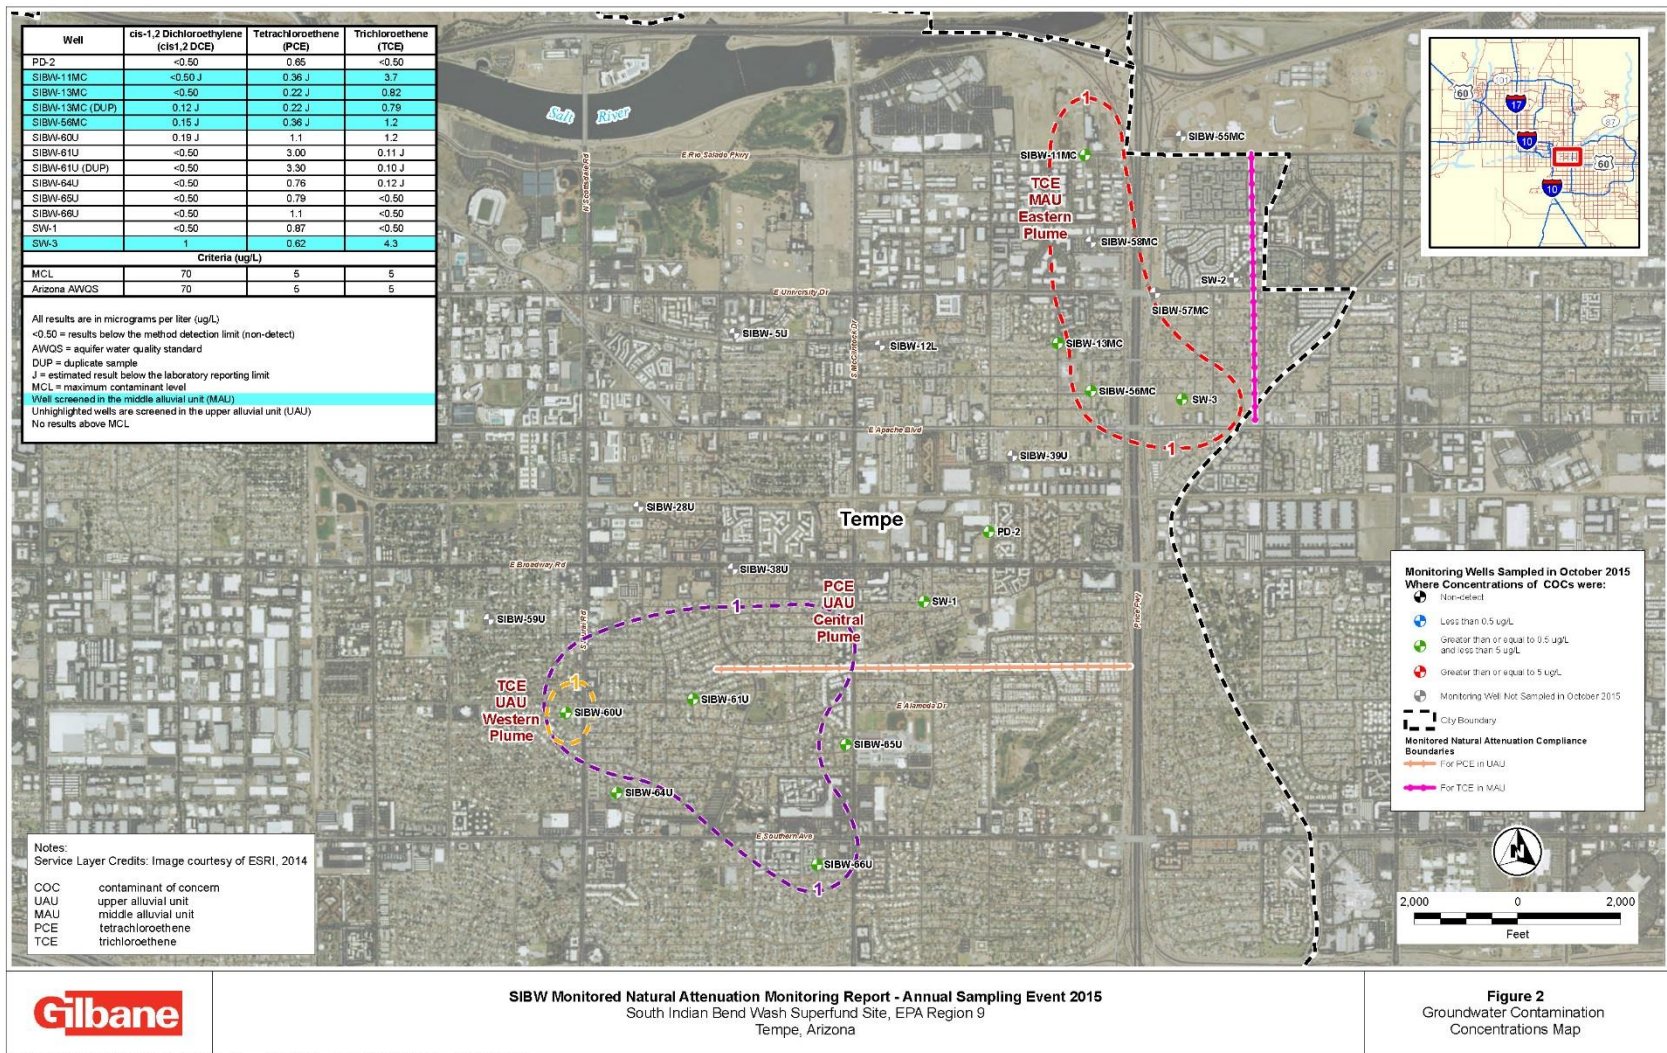 Well cis-1,2 Dichloroethylene (cis1,2 DCE) Tetrachloroethene (PCE) Trichloroethene (TCE)
PD-2 <0.50 0.65 <0.50
SIBW-11MC <0.50 J 0.36 J 3.7
SIBW-13MC <0.50 0.22 J 0.82
SIBW-13MC (DUP) 0.12 J 0.22 J 0.79
SIBW-56MC 0.15 J 0.36 J 1.2
SIBW-60U 0.19 J 1.1 1.2
SIBW-61U <0.50 3.00 0.11 J
SIBW-61U (DUP) <0.50 3.30 0.10 J
SIBW-64U <0.50 0.76 0.12 J
SIBW-65U <0.50 0.79 <0.50
SIBW-66U <0.50 1.1 <0.50
SW-1 <0.50 0.87 <0.50
SW-3 1 0.62 4.3
Criteria (ug/L)
MCL 70 5 5
Arizona AWQS 70 5 5
All results are in micrograms per liter (ug/L)
<0.50 = results below the method detection limit (non-detect)
AWQS = aquifer water quality standard
DUP = duplicate sample
J = estimated result below the laboratory reporting limit
MCL = maximum contaminant level
Well screened in the middle alluvial unit (MAU)
Unhighlighted wells are screened in the upper alluvial unit (UAU)
No results above MCL
Salt River
N Scottsdale Rd
E Rio Salado Pkwy
1
SIBW-55MC
SIBW-11MC
TCE
MAU
Eastern
Plume
SIBW-58MC
SW-2
E University Dr
SIBW-57MC
SIBW-5U
SIBW-12L
S McClintock Dr
SIBW-13MC
SIBW-56MC
SW-3
E Apache Blvd
1
SIBW-39U
SIBW-28U
Tempe
PD-2
E Broadway Rd
SIBW-38U
PCE
UAU
Central
Plume
SW-1
1
Price Fwy
SIBW-59U
S Rural Rd
TCE
UAU
Western
Plume
1
SIBW-60U
SIBW-61U
E Alameda Dr
SIBW-65U
SIBW-64U
E Southern Ave
SIBW-66U
1
101
60
17
87
10
60
10
Monitoring Wells Sampled in October 2015
Where Concentrations of COCs were:
Non-detect
Less than 0.5 ug/L
Greater than or equal to 0.5 ug/L
and less than 5 ug/L
Greater than or equal to 5 ug/L
Monitoring Well Not Sampled in October 2015
City Boundary
Monitored Natural Attenuation Compliance
Boundaries
For PCE in UAU
For TCE in MAU
N
2,000 0 2,000
Feet
Notes:
Service Layer Credits: Image courtesy of ESRI, 2014
COC contaminant of concern
UAU upper alluvial unit
MAU middle alluvial unit
PCE tetrachloroethene
TCE trichloroethene
Gilbane
SIBW Monitored Natural Attenuation Monitoring Report - Annual Sampling Event 2015
South Indian Bend Wash Superfund Site, EPA Region 9
Tempe, Arizona
Figure 2
Groundwater Contamination
Concentrations Map